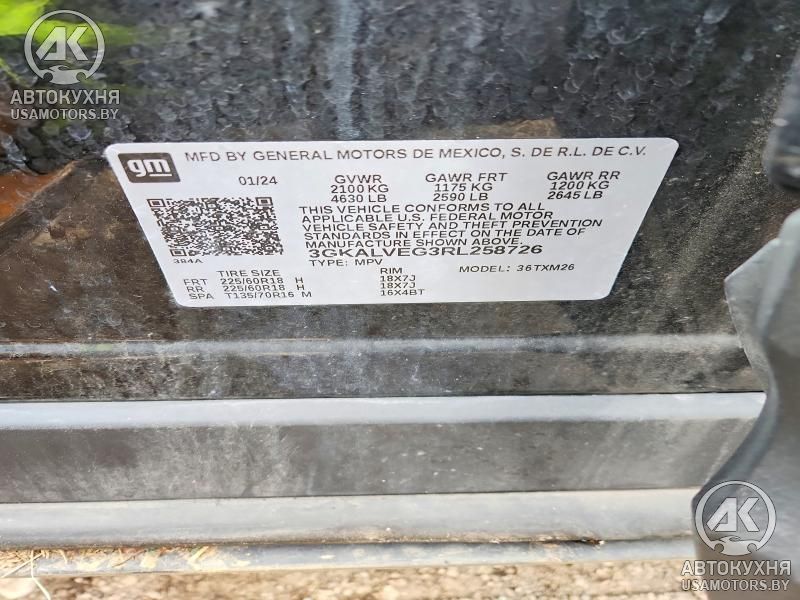 AK
АВТОКУХНЯ
USAMOTORS.BY
gm MFD BY GENERAL MOTORS DE MEXICO, S. DE R.L. DE C.V.
01/24 GVWR GAWR FRT GAWR RR
2100 KG 1175 KG 1200 KG
4630 LB 2590 LB 2645 LB
THIS VEHICLE CONFORMS TO ALL
APPLICABLE U.S. FEDERAL MOTOR
VEHICLE SAFETY AND THEFT PREVENTION
STANDARDS IN EFFECT ON THE DATE OF
MANUFACTURE SHOWN ABOVE.
3GKALVEG3RL258726
384A TYPE: MPV MODEL: 36TXM26
TIRE SIZE RIM
FRT 225/60R18 H 18X7J
RR 225/60R18 H 18X7J
SPA T135/70R16 M 16X4BT
AK
АВТОКУХНЯ
USAMOTORS.BY